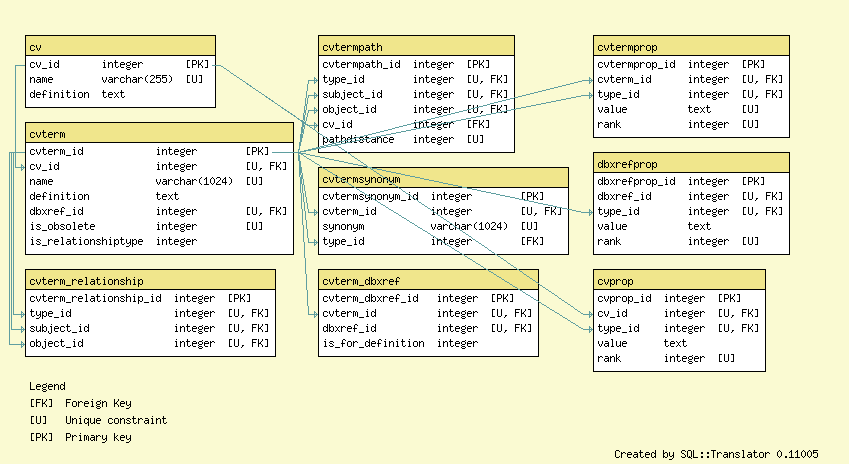 cv
cv_id integer [PK]
name varchar(255) [U]
definition text
cvterm
cvterm_id integer [PK]
cv_id integer [U, FK]
name varchar(1024) [U]
definition text
dbxref_id integer [U, FK]
is_obsolete integer [U]
is_relationshiptype integer
cvterm_relationship
cvterm_relationship_id integer [PK]
type_id integer [U, FK]
subject_id integer [U, FK]
object_id integer [U, FK]
cvtermpath
cvtermpath_id integer [PK]
type_id integer [U, FK]
subject_id integer [U, FK]
object_id integer [U, FK]
cv_id integer [FK]
pathdistance integer [U]
cvtermsynonym
cvtermsynonym_id integer [PK]
cvterm_id integer [U, FK]
synonym varchar(1024) [U]
type_id integer [FK]
cvterm_dbxref
cvterm_dbxref_id integer [PK]
cvterm_id integer [U, FK]
dbxref_id integer [U, FK]
is_for_definition integer
cvtermprop
cvtermprop_id integer [PK]
cvterm_id integer [U, FK]
type_id integer [U, FK]
value text [U]
rank integer [U]
dbxrefprop
dbxrefprop_id integer [PK]
dbxref_id integer [U, FK]
type_id integer [U, FK]
value text
rank integer [U]
cvprop
cvprop_id integer [PK]
cv_id integer [U, FK]
type_id integer [U, FK]
value text
rank integer [U]
Legend
[FK] Foreign Key
[U] Unique constraint
[PK] Primary key
Created by SQL::Translator 0.11005